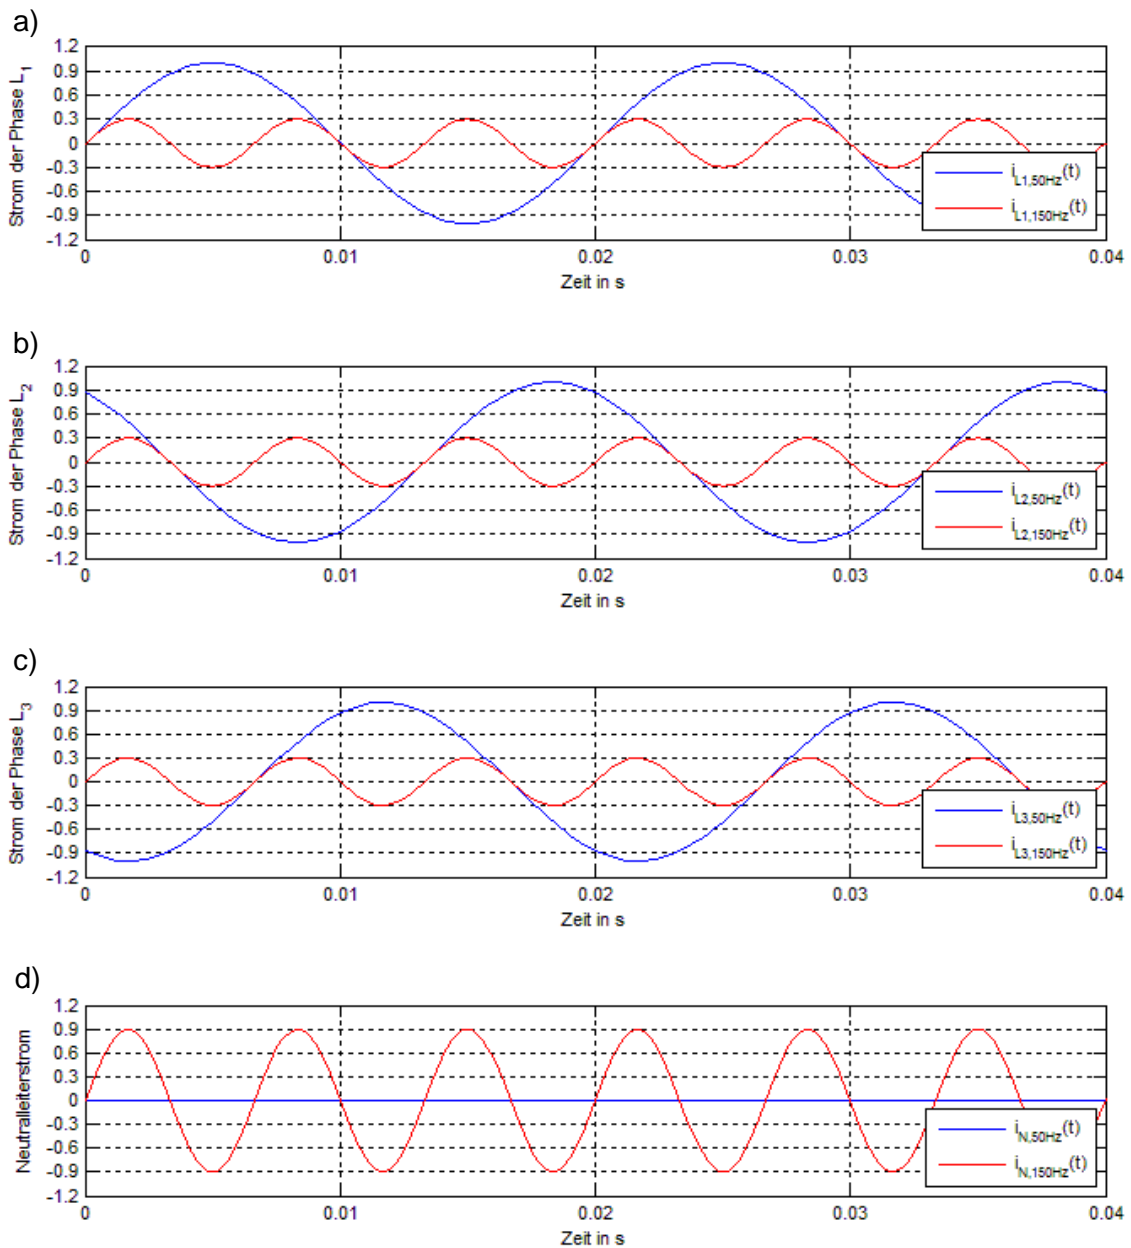 a)
Strom der Phase L1
1.2
0.9
0.6
0.3
0
-0.3
-0.6
-0.9
-1.2
0 0.01 0.02 0.03 0.04
Zeit in s
iL1,50Hz(t)
iL1,150Hz(t)
b)
Strom der Phase L2
1.2
0.9
0.6
0.3
0
-0.3
-0.6
-0.9
-1.2
0 0.01 0.02 0.03 0.04
Zeit in s
iL2,50Hz(t)
iL2,150Hz(t)
c)
Strom der Phase L3
1.2
0.9
0.6
0.3
0
-0.3
-0.6
-0.9
-1.2
0 0.01 0.02 0.03 0.04
Zeit in s
iL3,50Hz(t)
iL3,150Hz(t)
d)
Neutralleiterstrom
1.2
0.9
0.6
0.3
0
-0.3
-0.6
-0.9
-1.2
0 0.01 0.02 0.03 0.04
Zeit in s
iN,50Hz(t)
iN,150Hz(t)